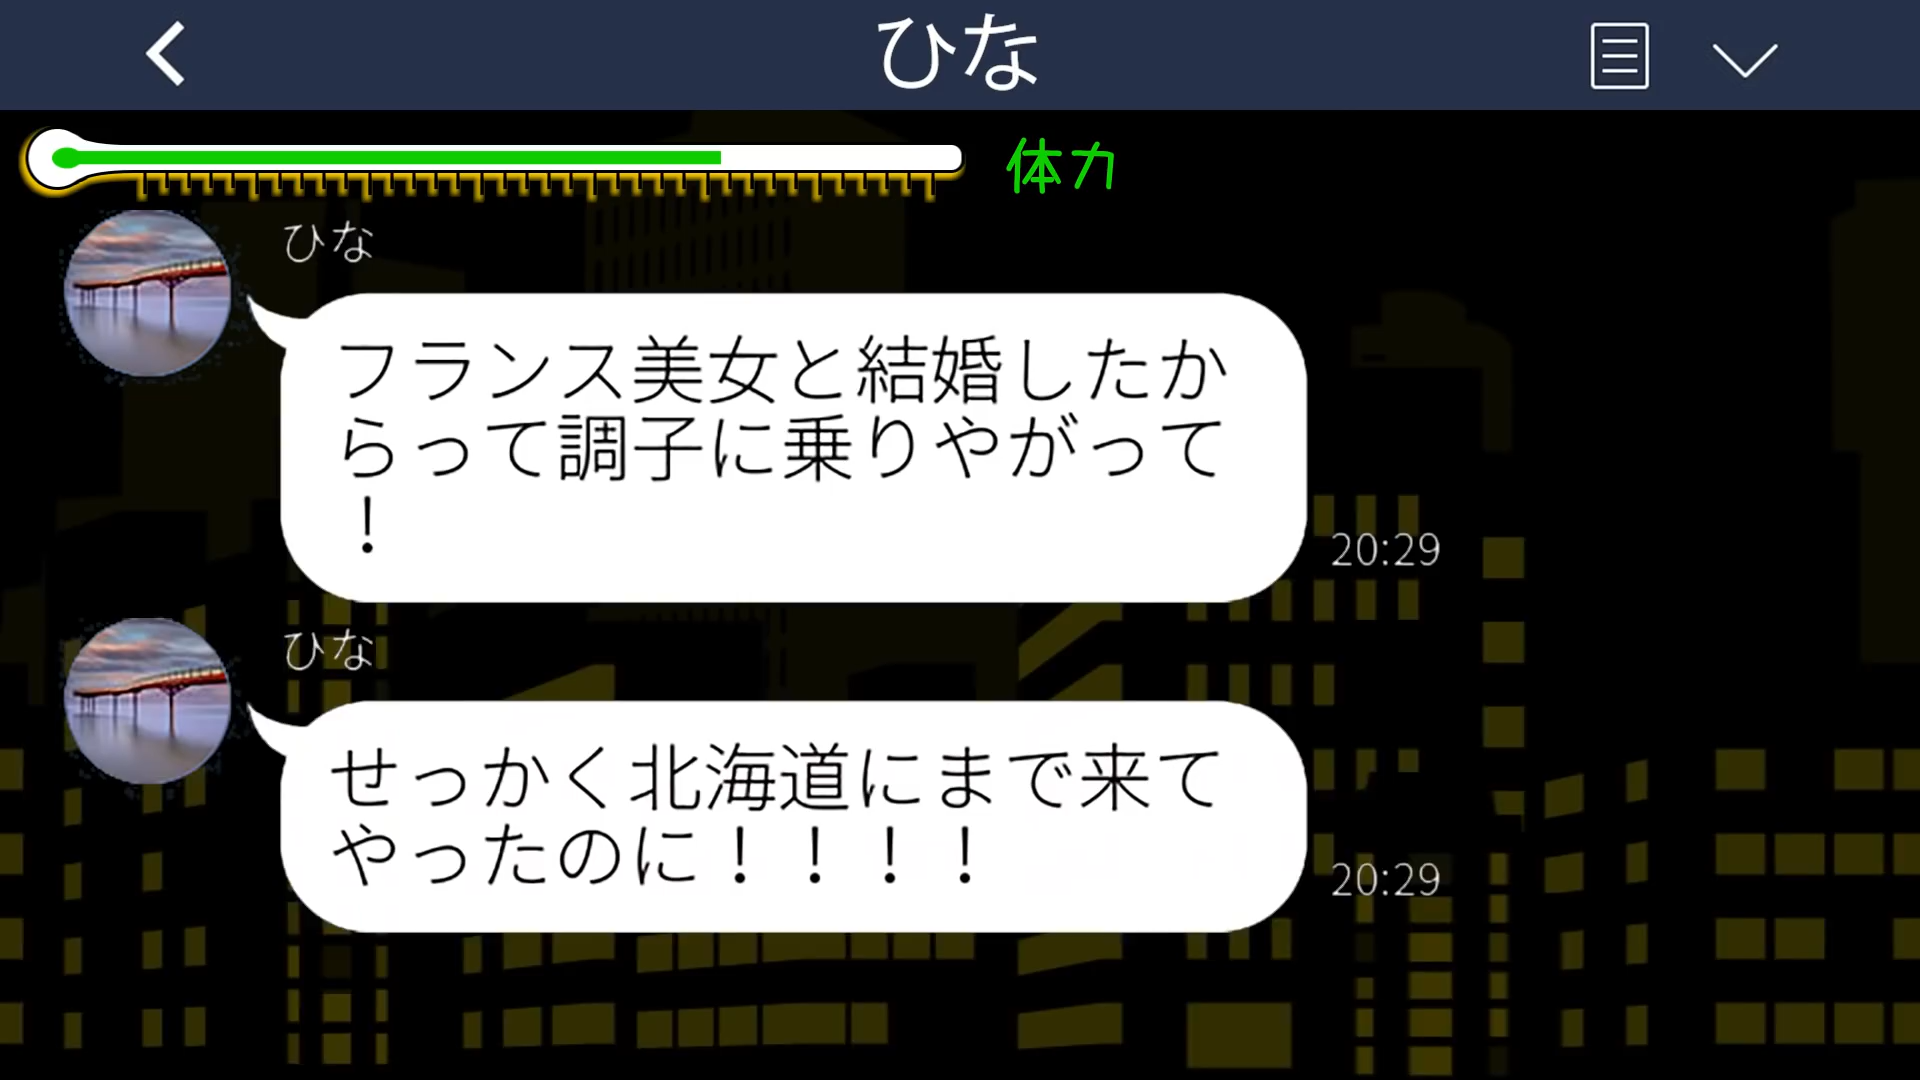 ひな
体力
ひな
フランス美女と結婚したか
らって調子に乗りやがって
！
20:29
ひな
せっかく北海道にまで来て
やったのに！！！！
20:29